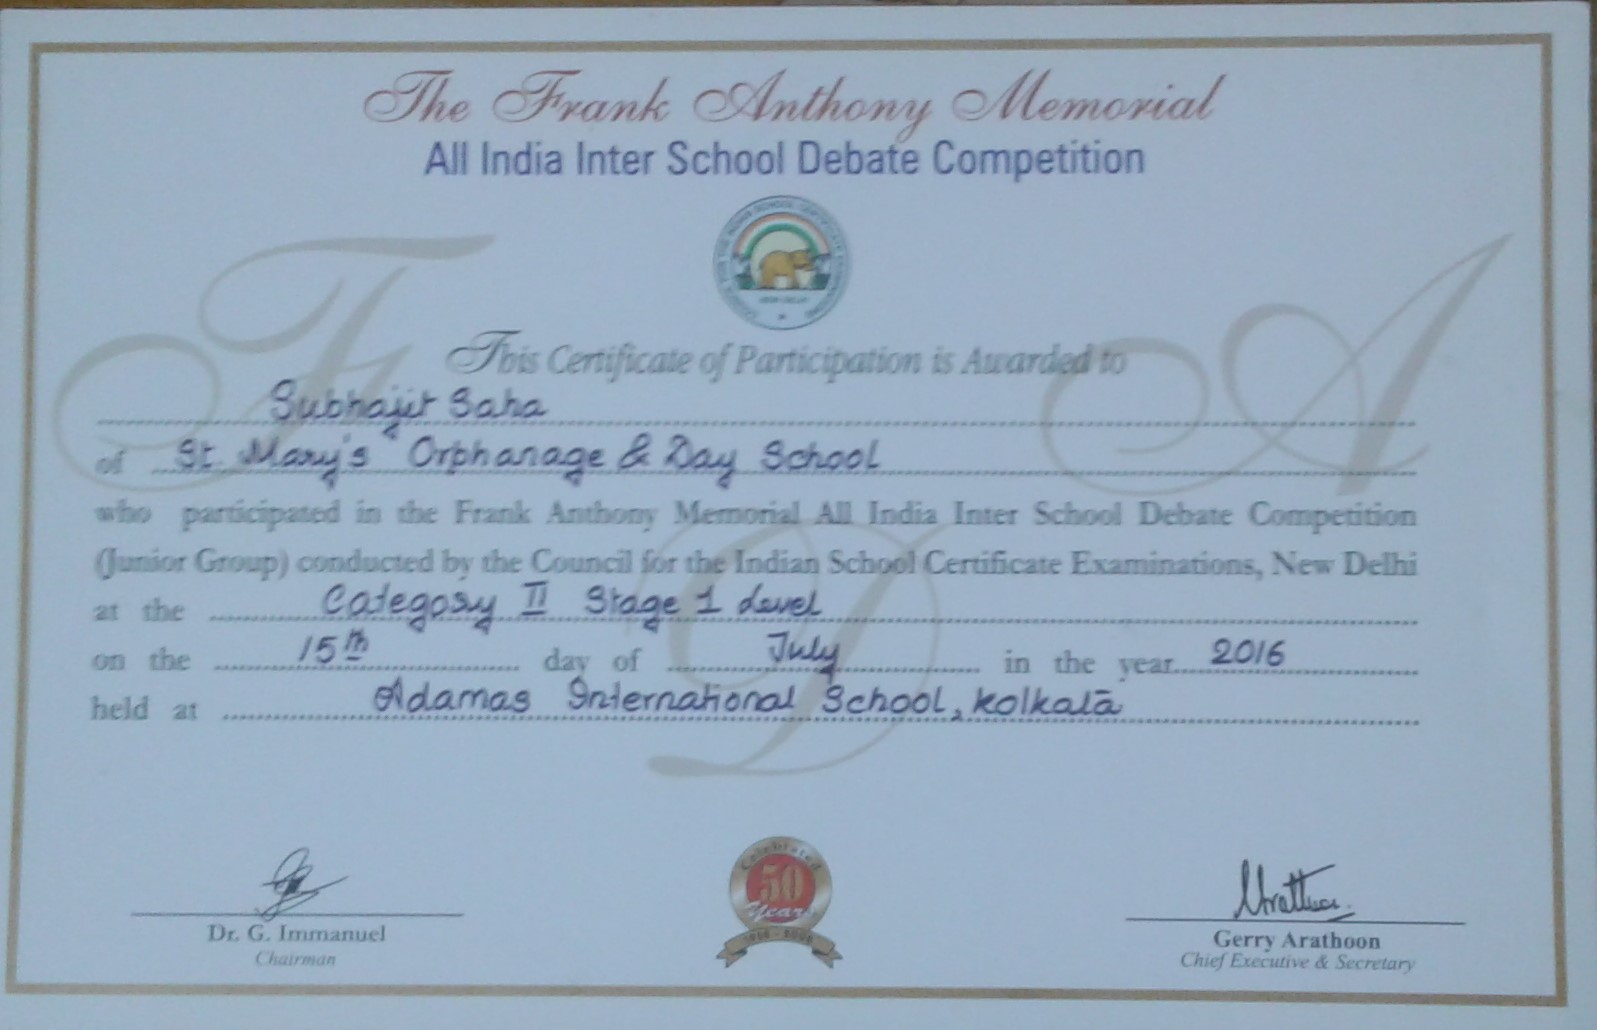 The Frank Anthony Memorial
All India Inter School Debate Competition
NEW DELHI
This Certificate of Participation is Awarded to
Subhajit Saha
of St. Mary's Orphanage & Day School
who participated in the Frank Anthony Memorial All India Inter School Debate Competition
(Junior Group) conducted by the Council for the Indian School Certificate Examinations, New Delhi
at the Category II Stage 1 Level
on the 15th day of July in the year 2016
held at Adamas International School, Kolkata
Celebrated
50
Years
Dr. G. Immanuel
Chairman
Gerry Arathoon
Chief Executive & Secretary